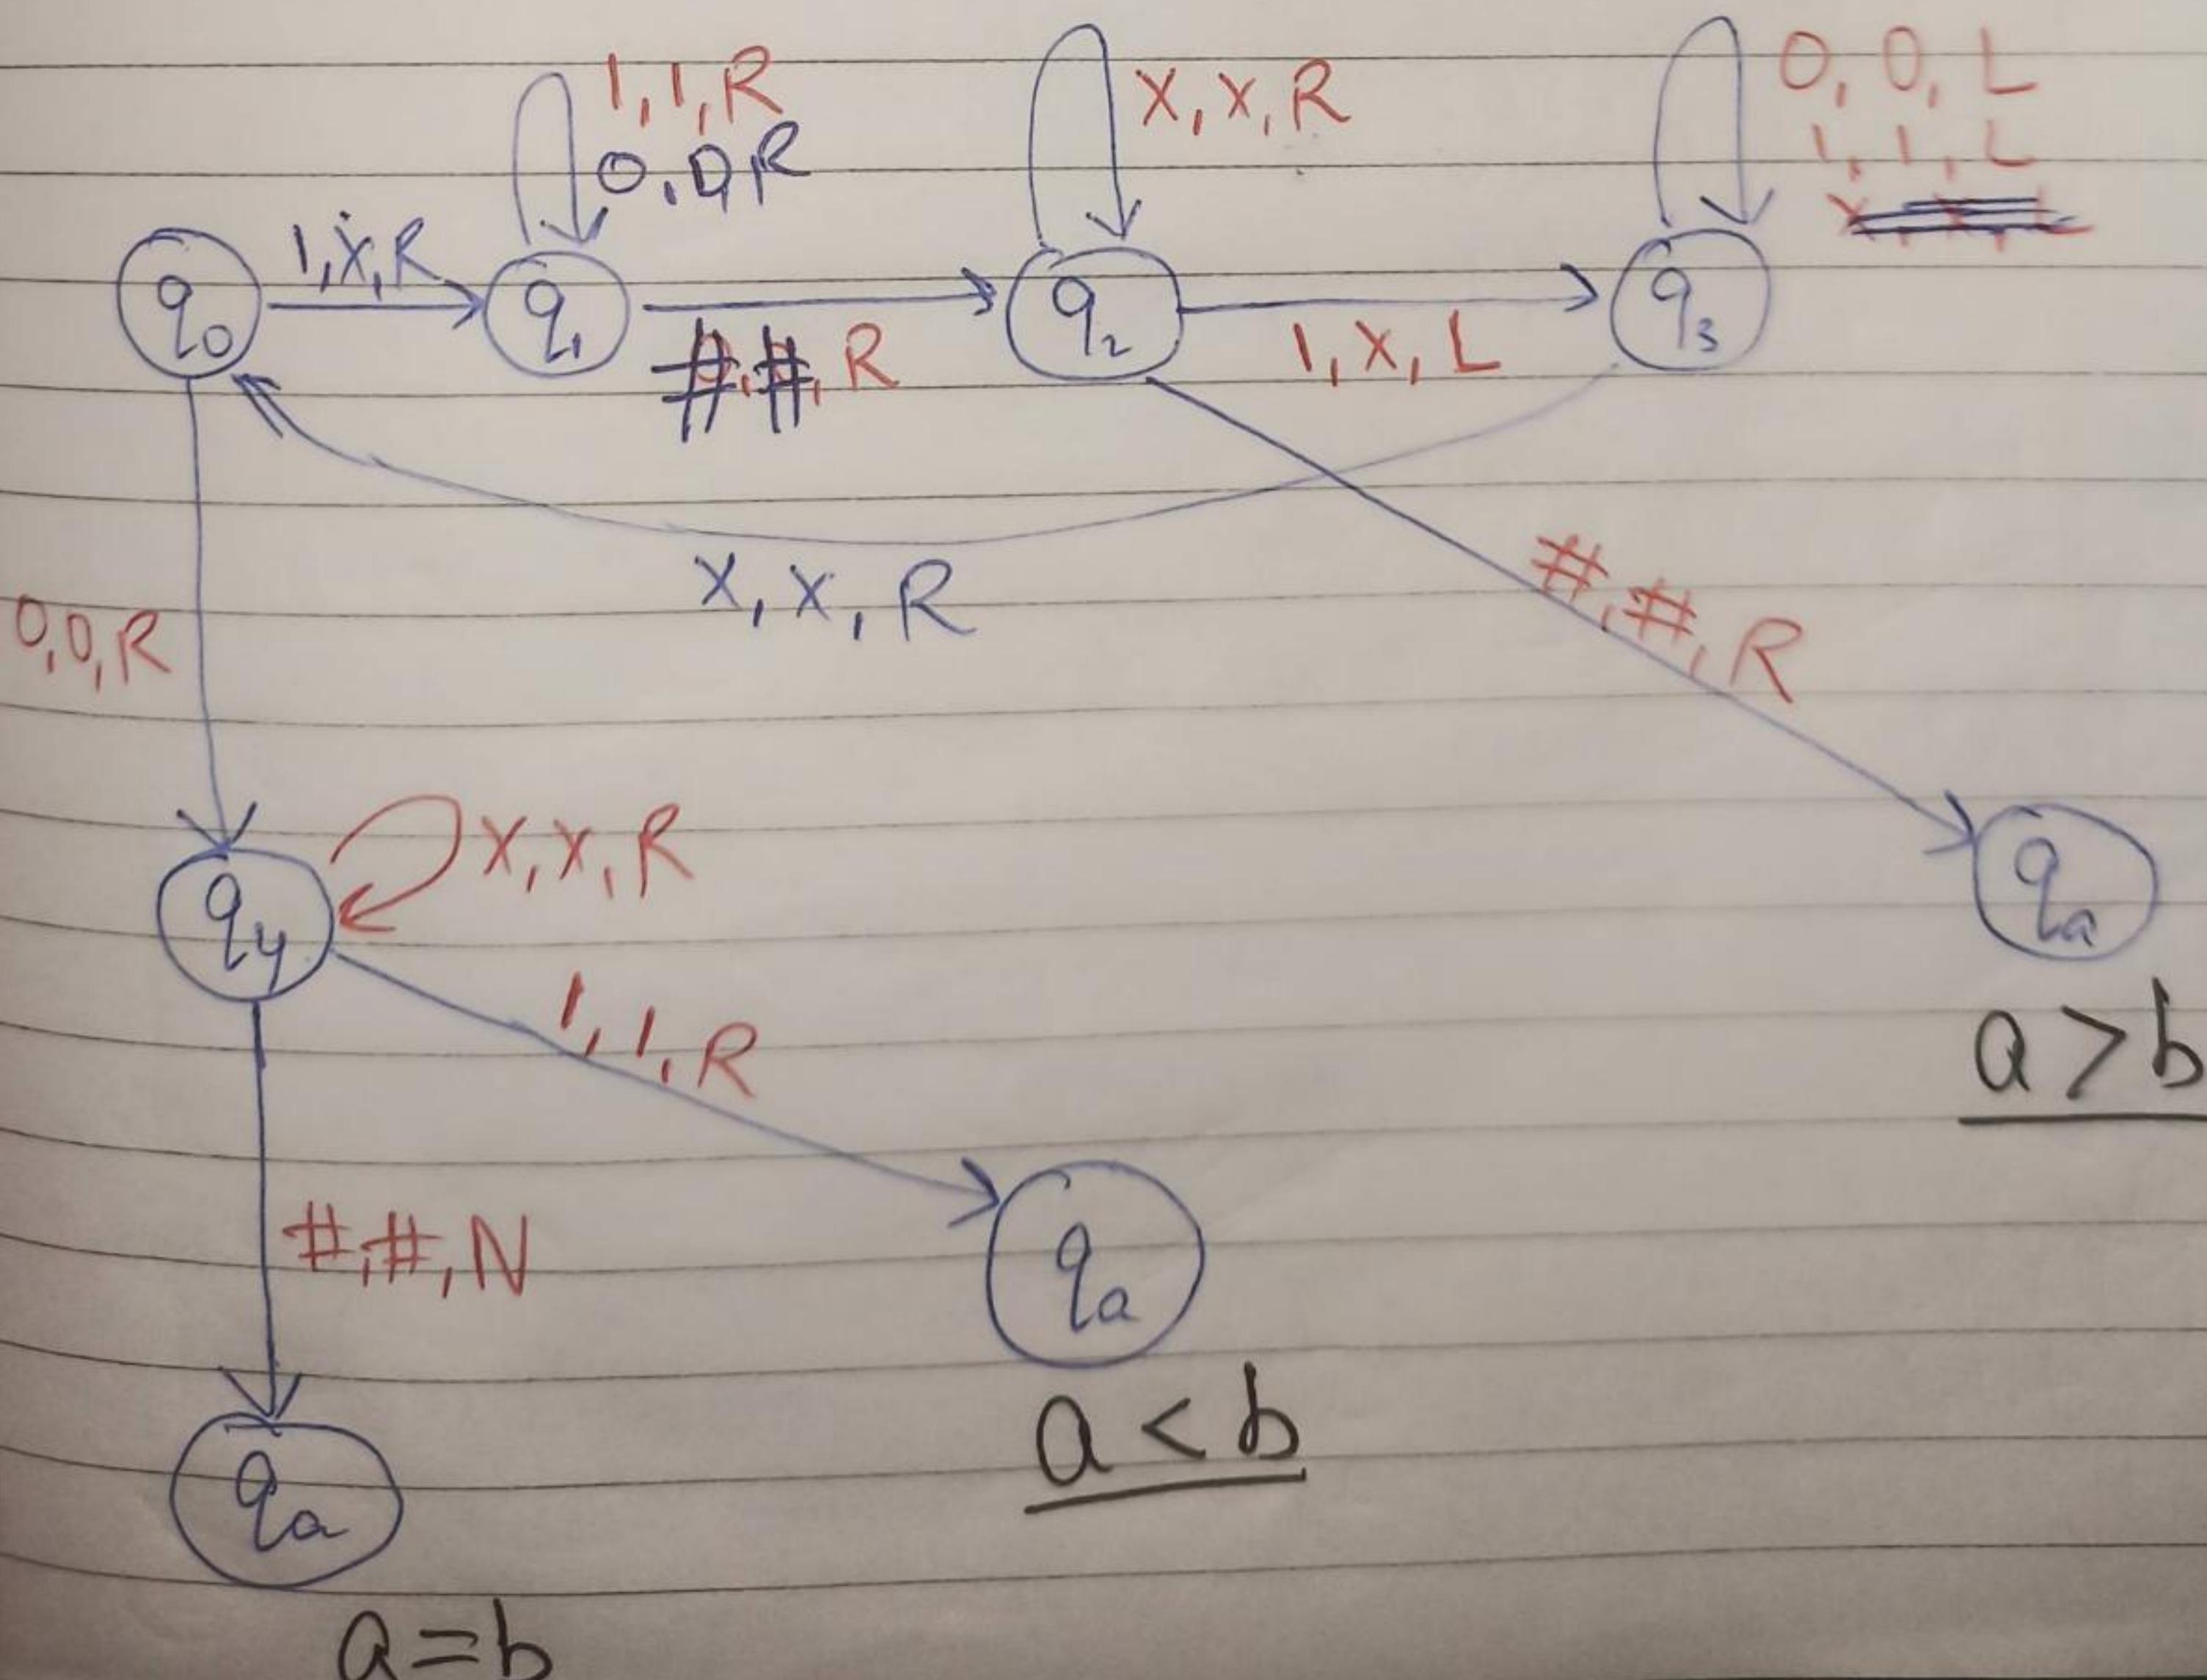 1,1,R
0,0,R
x,x,R
0,0,L
1,1,L
1,x,R
q0
q1
q2
q3
#,#,R
1,x,L
x,x,R
#,#,R
0,0,R
x,x,R
q4
qa
1,1,R
a>b
#,#,N
qa
a<b
qa
a=b